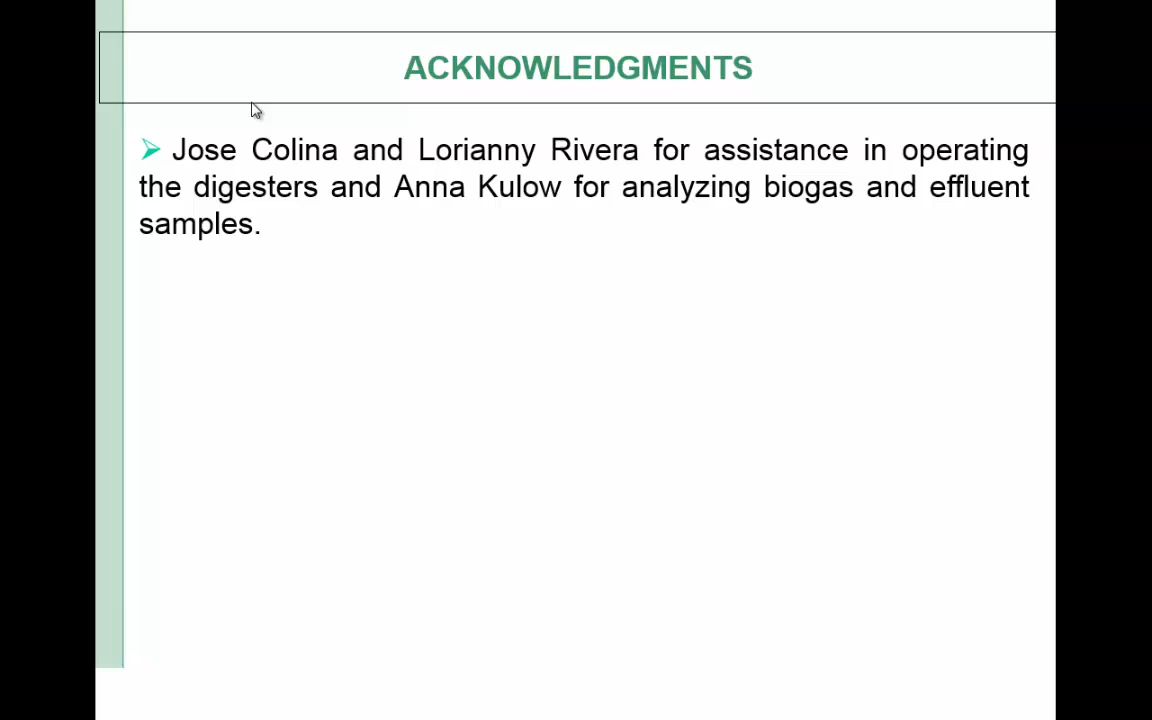 ACKNOWLEDGMENTS
Jose Colina and Lorianny Rivera for assistance in operating
the digesters and Anna Kulow for analyzing biogas and effluent
samples.